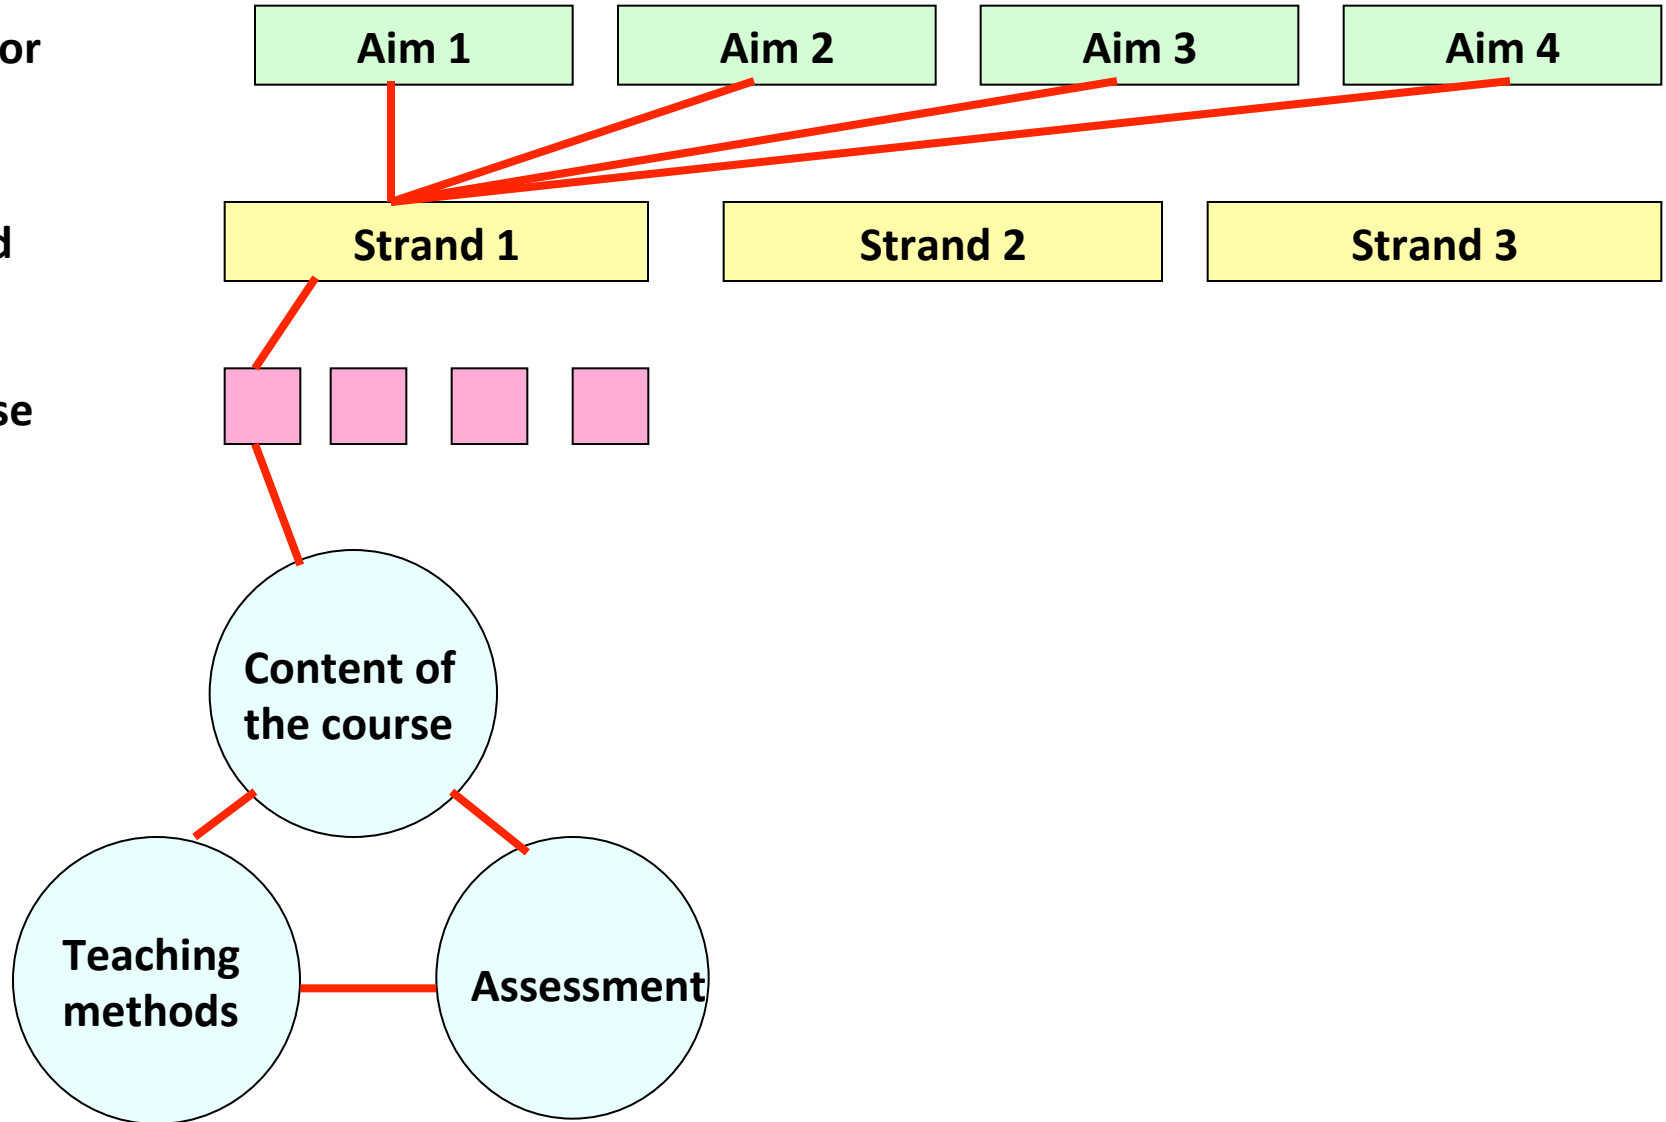 or
Aim 1
Aim 2
Aim 3
Aim 4
Strand 1
Strand 2
Strand 3
se
Content of
the course
Teaching
methods
Assessment